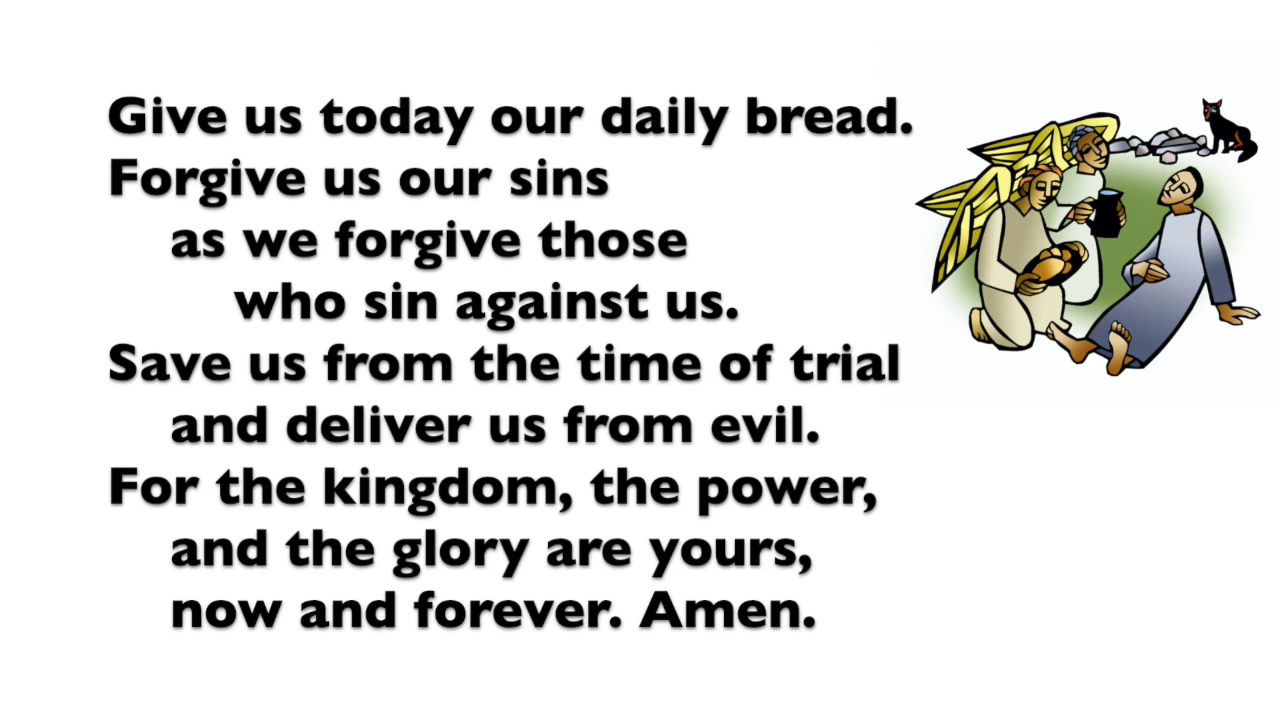 Give us today our daily bread.
Forgive us our sins
as we forgive those
who sin against us.
Save us from the time of trial
and deliver us from evil.
For the kingdom, the power,
and the glory are yours,
now and forever. Amen.